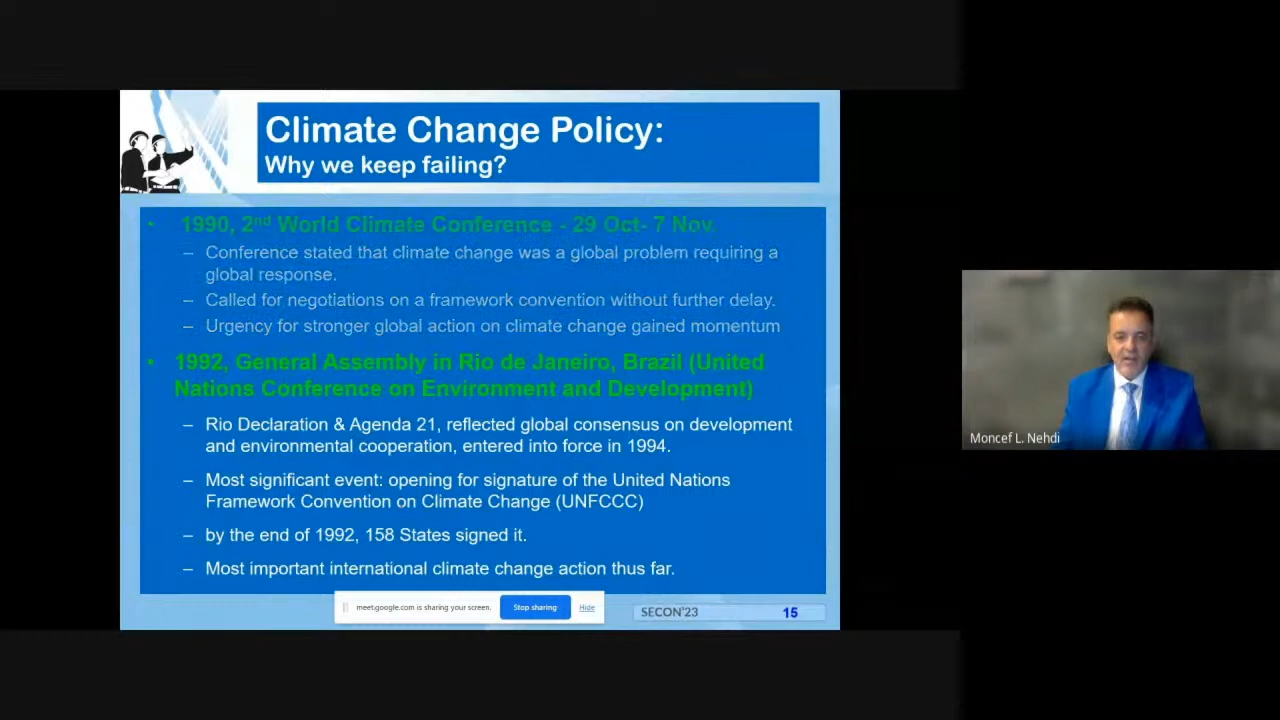 Climate Change Policy:
Why we keep failing?
• 1990, 2nd World Climate Conference - 29 Oct- 7 Nov.
– Conference stated that climate change was a global problem requiring a
global response.
– Called for negotiations on a framework convention without further delay.
– Urgency for stronger global action on climate change gained momentum
• 1992, General Assembly in Rio de Janeiro, Brazil (United
Nations Conference on Environment and Development)
– Rio Declaration & Agenda 21, reflected global consensus on development
and environmental cooperation, entered into force in 1994.
– Most significant event: opening for signature of the United Nations
Framework Convention on Climate Change (UNFCCC)
– by the end of 1992, 158 States signed it.
– Most important international climate change action thus far.
meet.google.com is sharing your screen.
Stop sharing
Hide
SECON'23
15
Moncef L. Nehdi